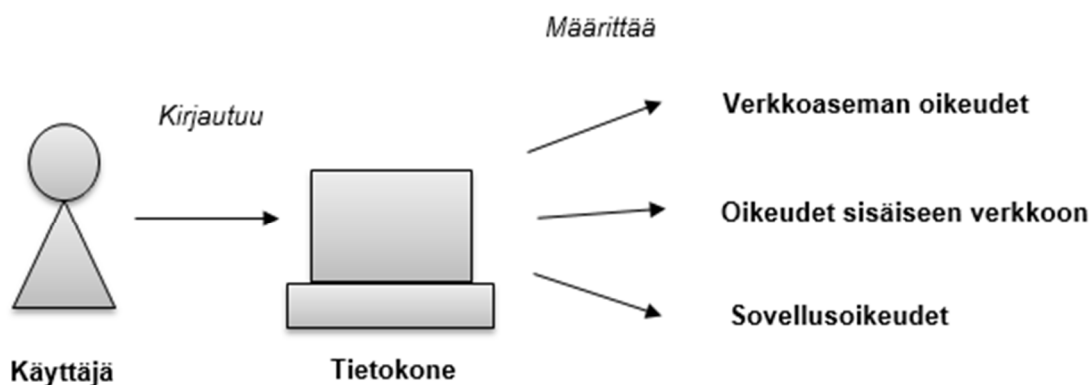 Määrittää
Kirjautuu
Verkkoaseman oikeudet
Oikeudet sisäiseen verkkoon
Sovellusoikeudet
Käyttäjä
Tietokone